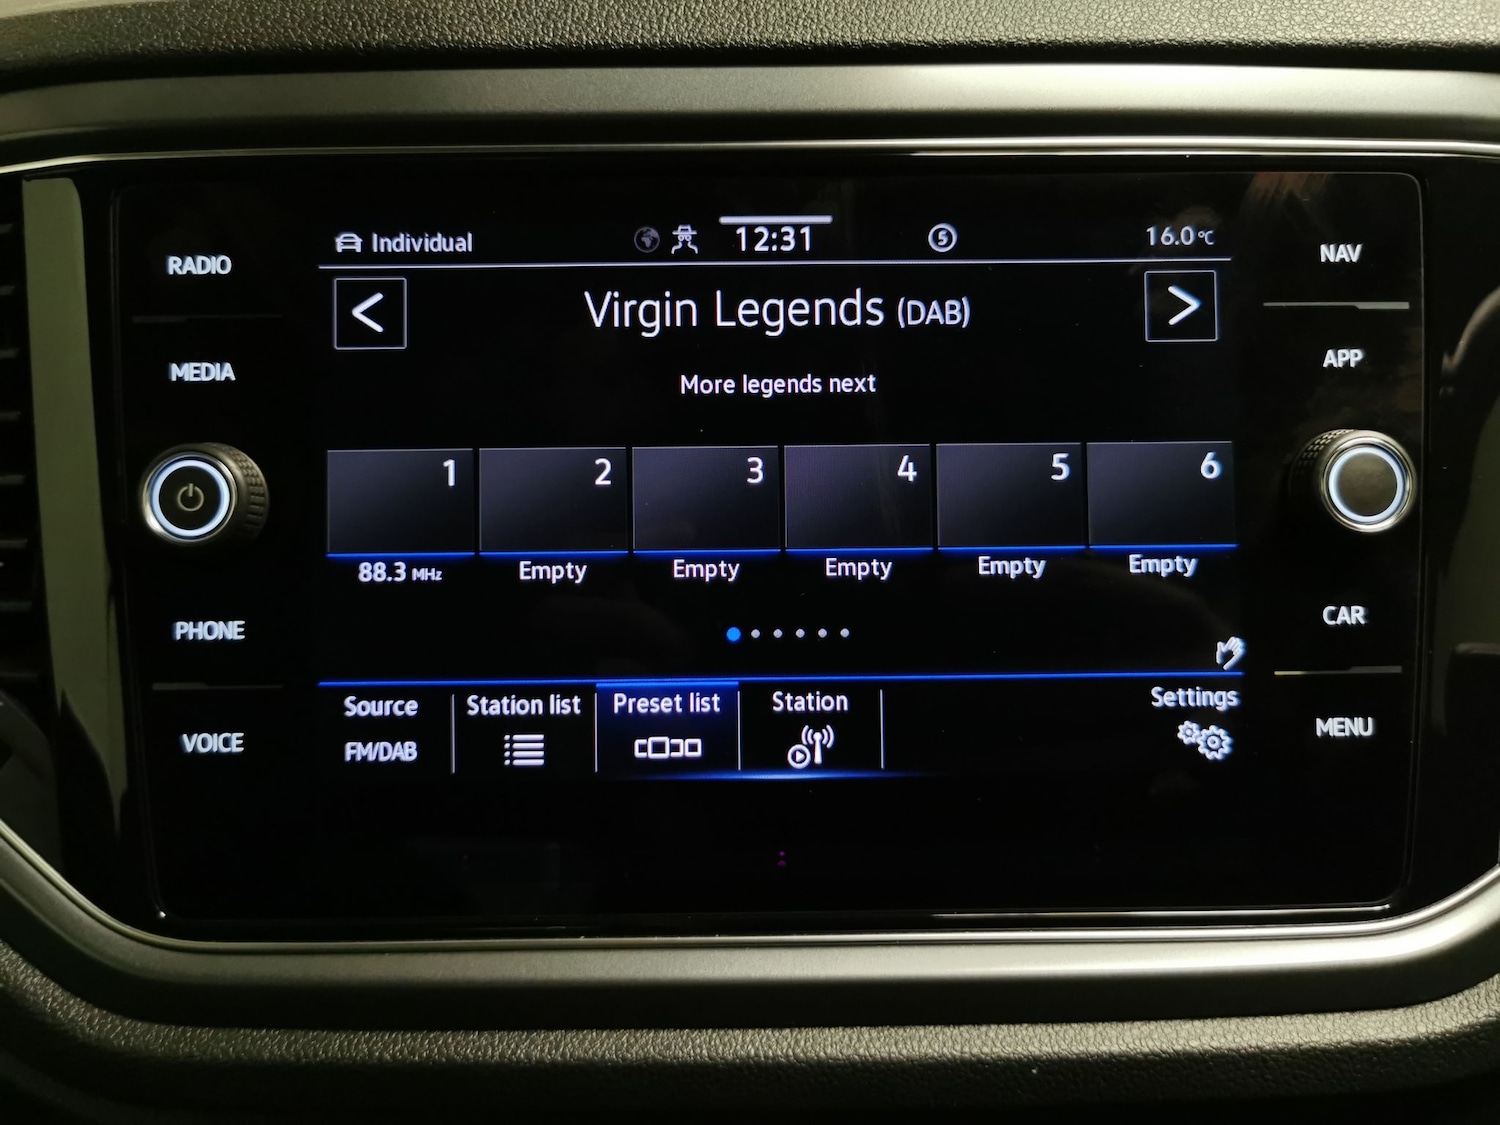 Individual 12:31 5 16.0°C
RADIO
MEDIA
PHONE
VOICE
<
Virgin Legends (DAB)
>
More legends next
1 2 3 4 5 6
88.3 MHz Empty Empty Empty Empty Empty
Source Station list Preset list Station Settings
FM/DAB
NAV
APP
CAR
MENU